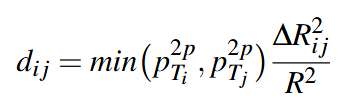 d_{ij} = min(p_{T_i}^{2p}, p_{T_j}^{2p}) \frac{\Delta R_{ij}^2}{R^2}